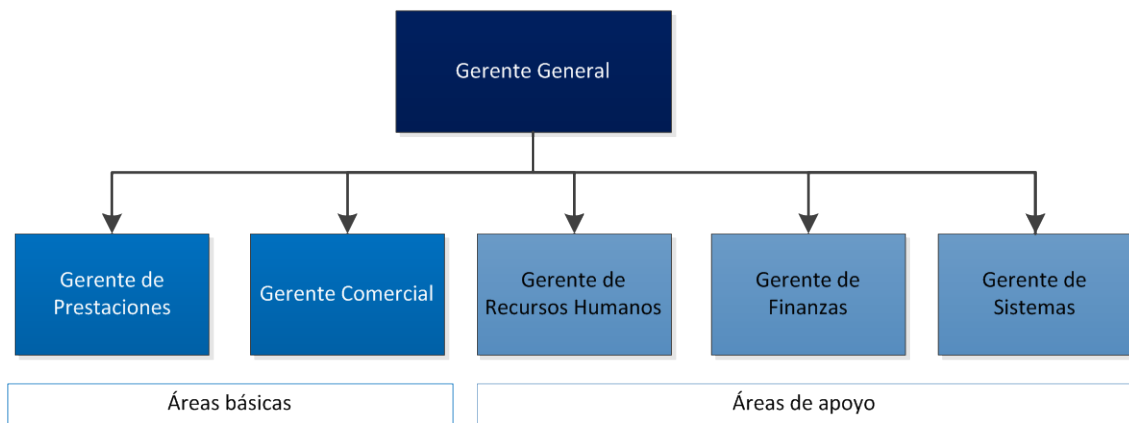 Gerente General
Gerente de
Prestaciones
Gerente Comercial
Gerente de
Recursos Humanos
Gerente de
Finanzas
Gerente de
Sistemas
Áreas básicas
Áreas de apoyo